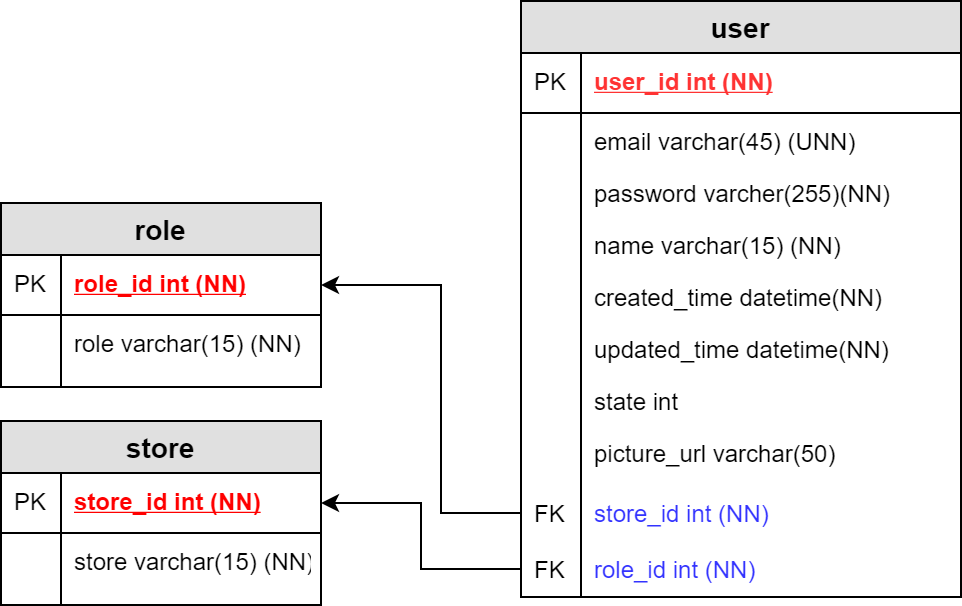 user
PK user_id int (NN)
email varchar(45) (UNN)
password varcher(255)(NN)
name varchar(15) (NN)
created_time datetime(NN)
updated_time datetime(NN)
state int
picture_url varchar(50)
FK store_id int (NN)
FK role_id int (NN)
role
PK role_id int (NN)
role varchar(15) (NN)
store
PK store_id int (NN)
store varchar(15) (NN)